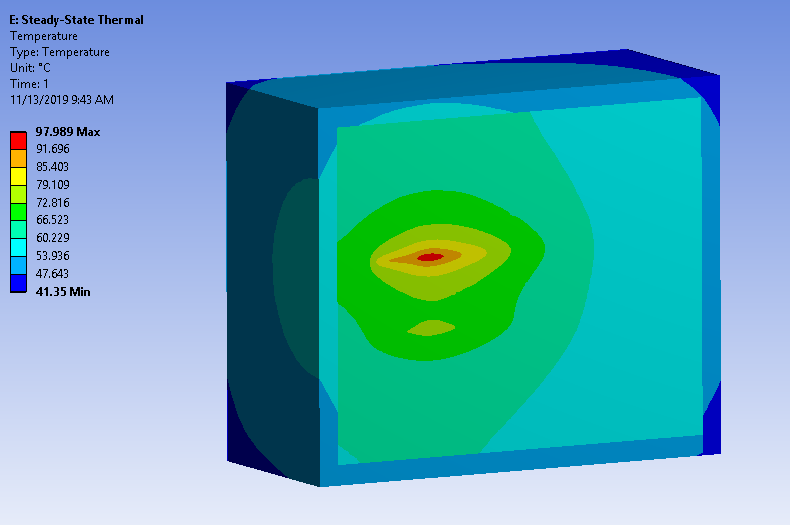 E: Steady-State Thermal
Temperature
Type: Temperature
Unit: °C
Time: 1
11/13/2019 9:43 AM
97.989 Max
91.696
85.403
79.109
72.816
66.523
60.229
53.936
47.643
41.35 Min